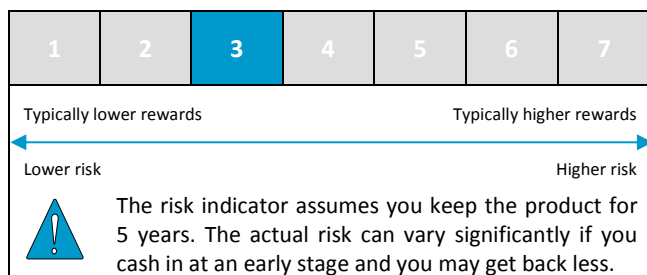 1 2 3 4 5 6 7
Typically lower rewards Typically higher rewards
Lower risk Higher risk
The risk indicator assumes you keep the product for
5 years. The actual risk can vary significantly if you
cash in at an early stage and you may get back less.